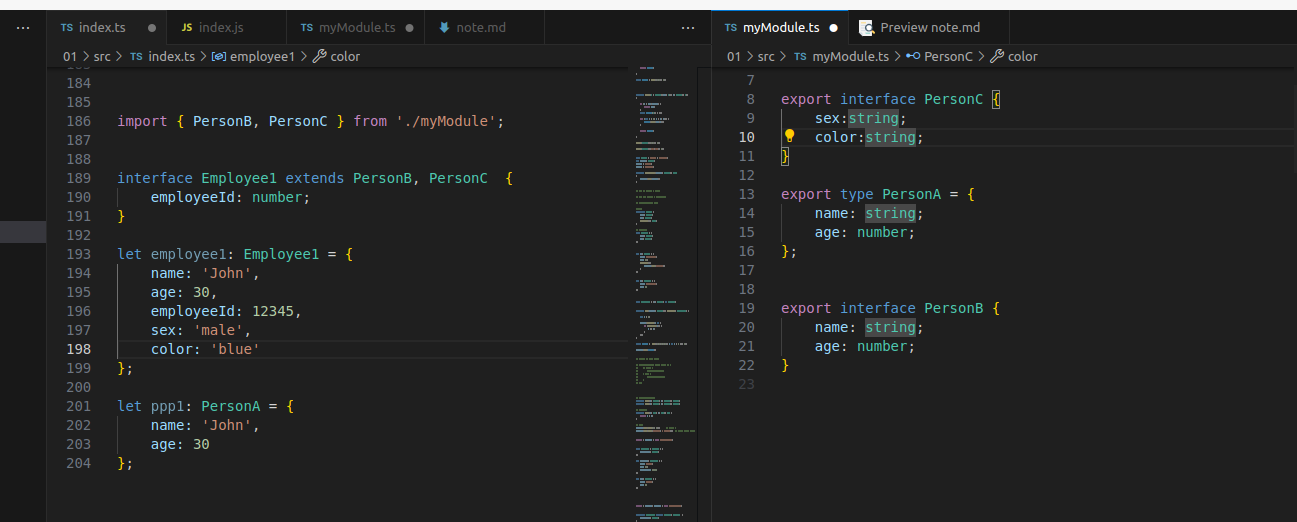 TS index.ts
JS index.js
TS myModule.ts
note.md
01 > src > TS index.ts > employee1 > color
184
185
186 import { PersonB, PersonC } from './myModule';
187
188
189 interface Employee1 extends PersonB, PersonC  {
190     employeeId: number;
191 }
192
193 let employee1: Employee1 = {
194     name: 'John',
195     age: 30,
196     employeeId: 12345,
197     sex: 'male',
198     color: 'blue'
199 };
200
201 let ppp1: PersonA = {
202     name: 'John',
203     age: 30
204 };
TS myModule.ts
Preview note.md
01 > src > TS myModule.ts > PersonC > color
7
8 export interface PersonC {
9     sex:string;
10     color:string;
11 }
12
13 export type PersonA = {
14     name: string;
15     age: number;
16 };
17
18
19 export interface PersonB {
20     name: string;
21     age: number;
22 }
23